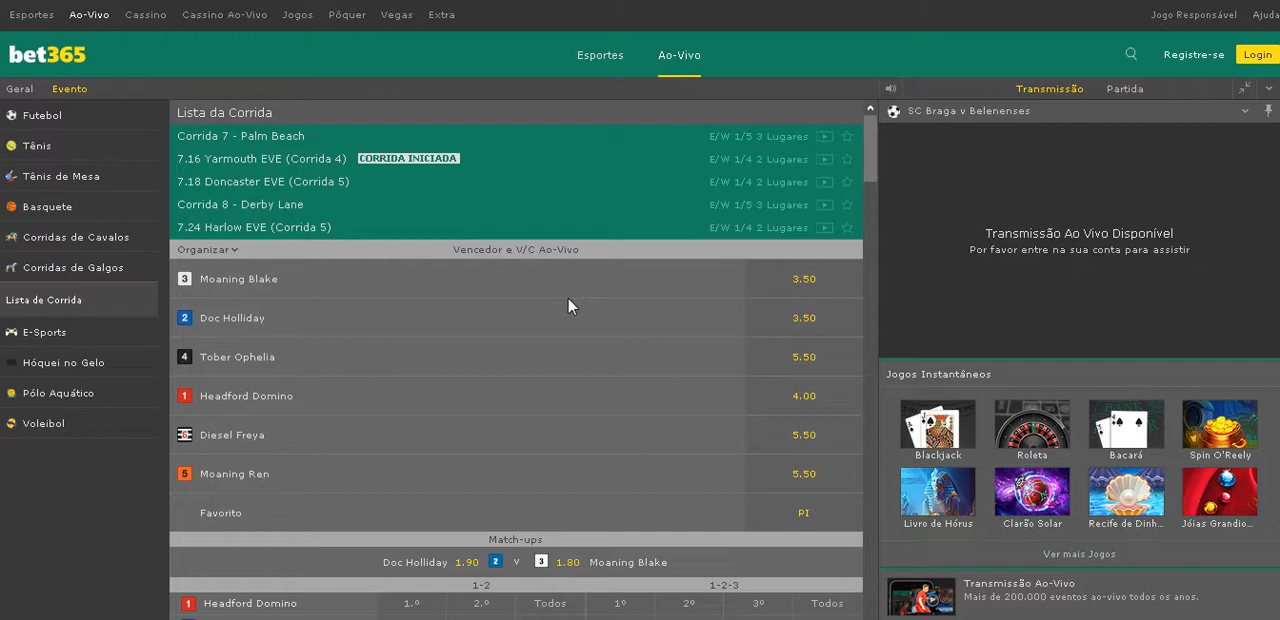 Esportes Ao-Vivo Cassino Cassino Ao-Vivo Jogos Pôquer Vegas Extra Jogo Responsável Ajuda
bet365 Esportes Ao-Vivo Registre-se Login
Geral Evento Transmissão Partida
Futebol
Tênis
Tênis de Mesa
Basquete
Corridas de Cavalos
Corridas de Galgos
Lista de Corrida
E-Sports
Hóquei no Gelo
Pólo Aquático
Voleibol
Lista da Corrida
Corrida 7 - Palm Beach E/W 1/5 3 Lugares
7.16 Yarmouth EVE (Corrida 4) CORRIDA INICIADA E/W 1/4 2 Lugares
7.18 Doncaster EVE (Corrida 5) E/W 1/4 2 Lugares
Corrida 8 - Derby Lane E/W 1/5 3 Lugares
7.24 Harlow EVE (Corrida 5) E/W 1/4 2 Lugares
Organizar Vencedor e V/C Ao-Vivo
3 Moaning Blake 3.50
2 Doc Holliday 3.50
4 Tober Ophelia 5.50
1 Headford Domino 4.00
6 Diesel Freya 5.50
5 Moaning Ren 5.50
Favorito PI
Match-ups
Doc Holliday 1.90 2 V 3 1.80 Moaning Blake
1-2 1-2-3
1 Headford Domino 1.º 2.º Todos 1º 2º 3º Todos
SC Braga v Belenenses
Transmissão Ao Vivo Disponível
Por favor entre na sua conta para assistir
Jogos Instantâneos
Blackjack Roleta Bacará Spin O'Reely
Livro de Hórus Clarão Solar Recife de Dinh... Jóias Grandio...
Ver mais Jogos
Transmissão Ao-Vivo
Mais de 200.000 eventos ao-vivo todos os anos.